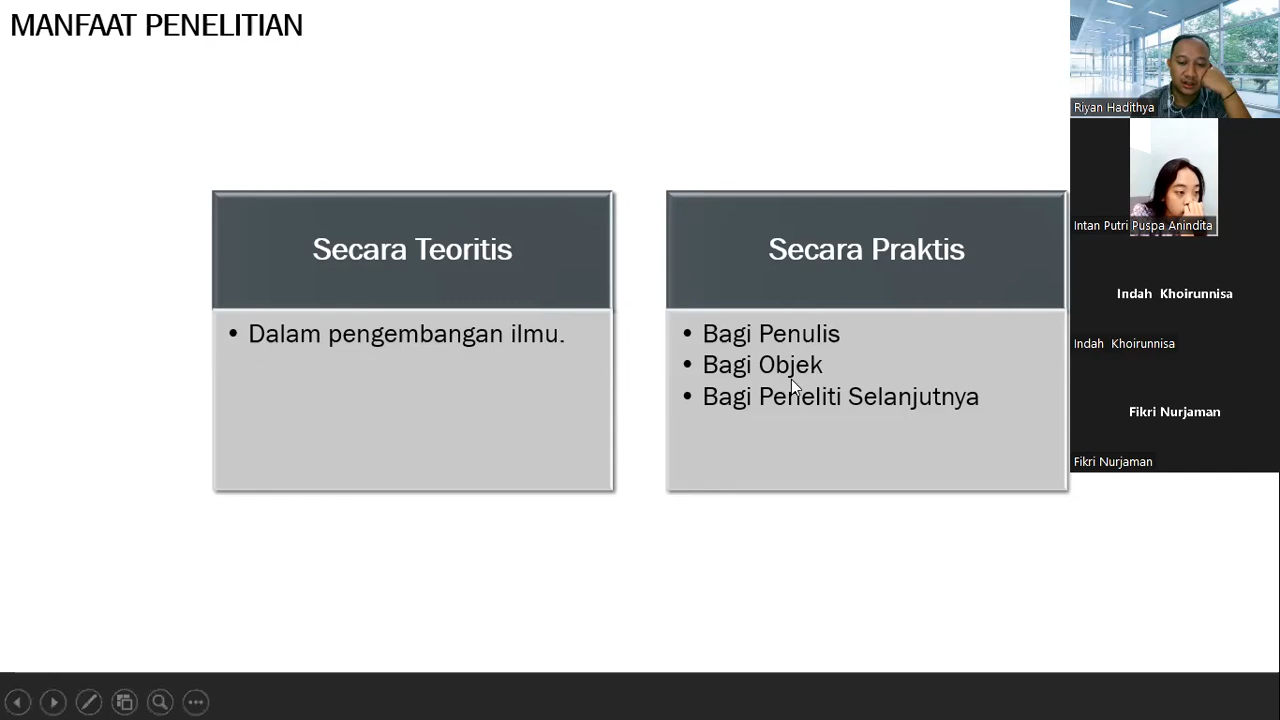 MANFAAT PENELITIAN
Secara Teoritis
• Dalam pengembangan ilmu.
Secara Praktis
• Bagi Penulis
• Bagi Objek
• Bagi Peneliti Selanjutnya
Riyan Hadithya
Intan Putri Puspa Anindita
Indah Khoirunnisa
Indah Khoirunnisa
Fikri Nurjaman
Fikri Nurjaman